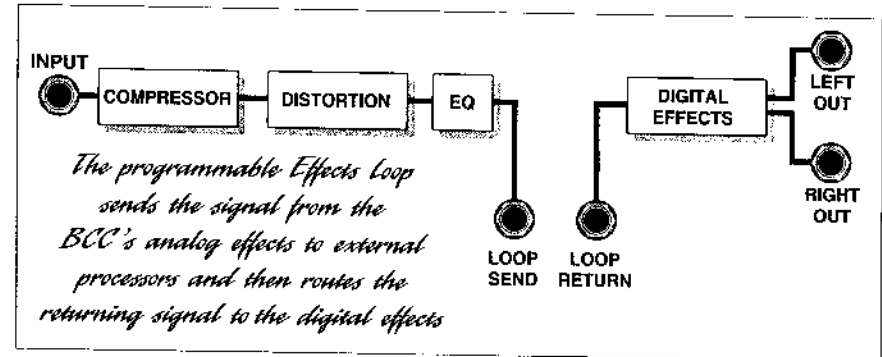 INPUT
COMPRESSOR
DISTORTION
EQ
DIGITAL
EFFECTS
LEFT
OUT
RIGHT
OUT
LOOP
SEND
LOOP
RETURN
The programmable Effects Loop
sends the signal from the
BCC's analog effects to external
processors and then routes the
returning signal to the digital effects